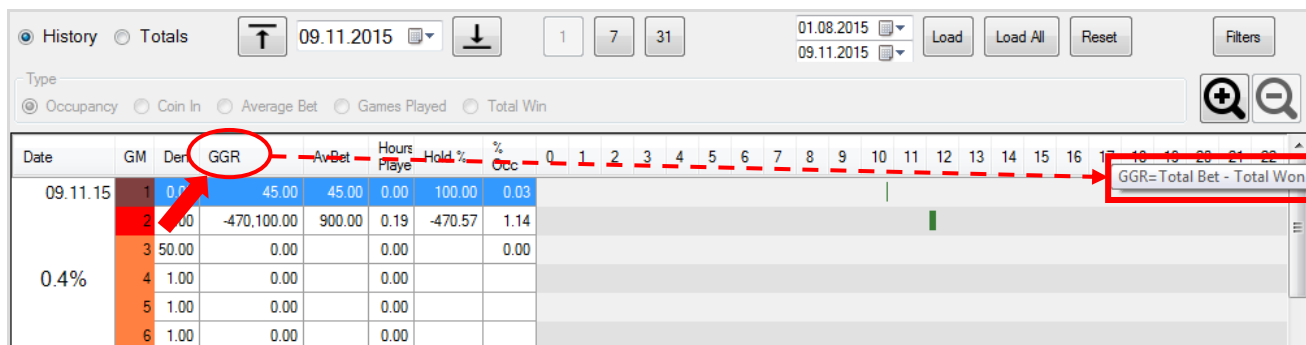 History Totals 09.11.2015 1 7 31 01.08.2015 Load Load All Reset Filters
09.11.2015
Type
Occupancy Coin In Average Bet Games Played Total Win
Date GM Den GGR AvBet Hours Playe Hold % % Occ 0 1 2 3 4 5 6 7 8 9 10 11 12 13 14 15 16 17 18 19 20 21 22
GGR=Total Bet - Total Won
09.11.15 1 45.00 45.00 0.00 100.00 0.03
2 -470,100.00 900.00 0.19 -470.57 1.14
3 50.00 0.00 0.00 0.00
0.4% 4 1.00 0.00 0.00
5 1.00 0.00 0.00
6 1.00 0.00 0.00